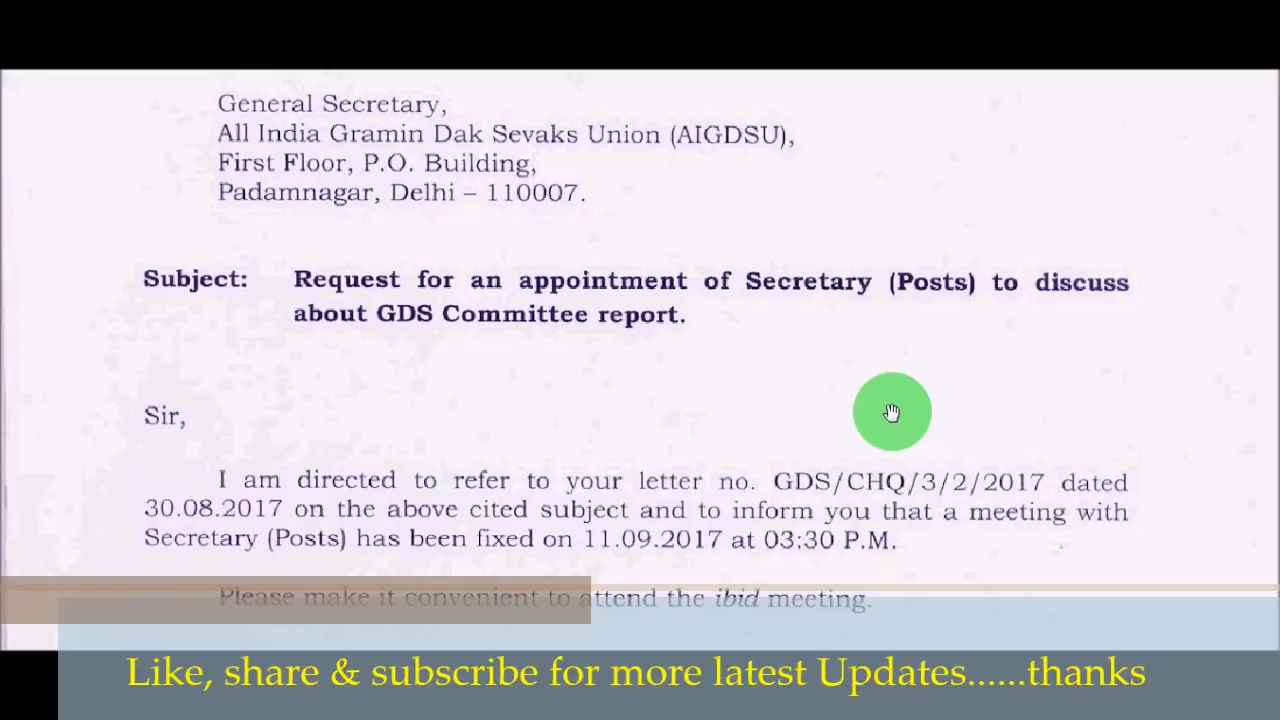 General Secretary,
All India Gramin Dak Sevaks Union (AIGDSU),
First Floor, P.O. Building,
Padamnagar, Delhi – 110007.
Subject: Request for an appointment of Secretary (Posts) to discuss
about GDS Committee report.
Sir,
I am directed to refer to your letter no. GDS/CHQ/3/2/2017 dated
30.08.2017 on the above cited subject and to inform you that a meeting with
Secretary (Posts) has been fixed on 11.09.2017 at 03:30 P.M.
Please make it convenient to attend the ibid meeting.
Like, share & subscribe for more latest Updates......thanks